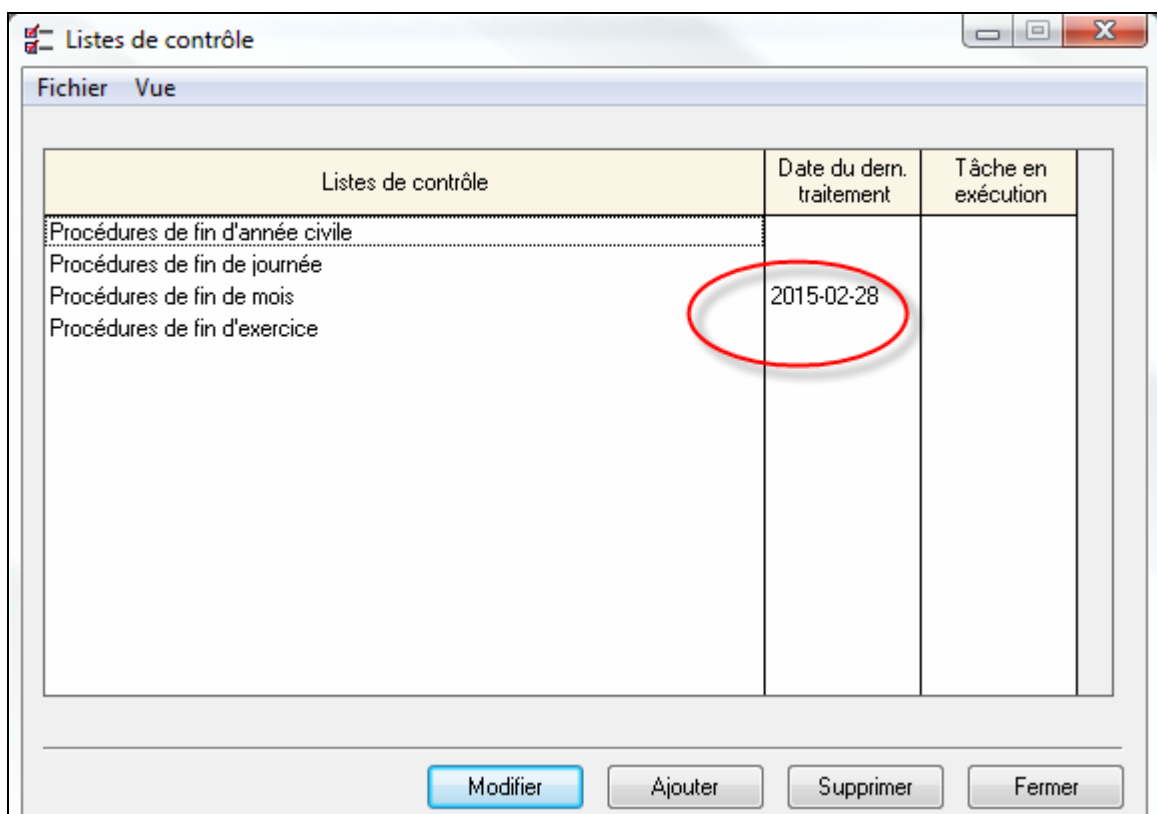 Listes de contrôle
Fichier Vue
Listes de contrôle
Date du dern.
traitement
Tâche en
exécution
Procédures de fin d'année civile
Procédures de fin de journée
Procédures de fin de mois 2015-02-28
Procédures de fin d'exercice
Modifier Ajouter Supprimer Fermer